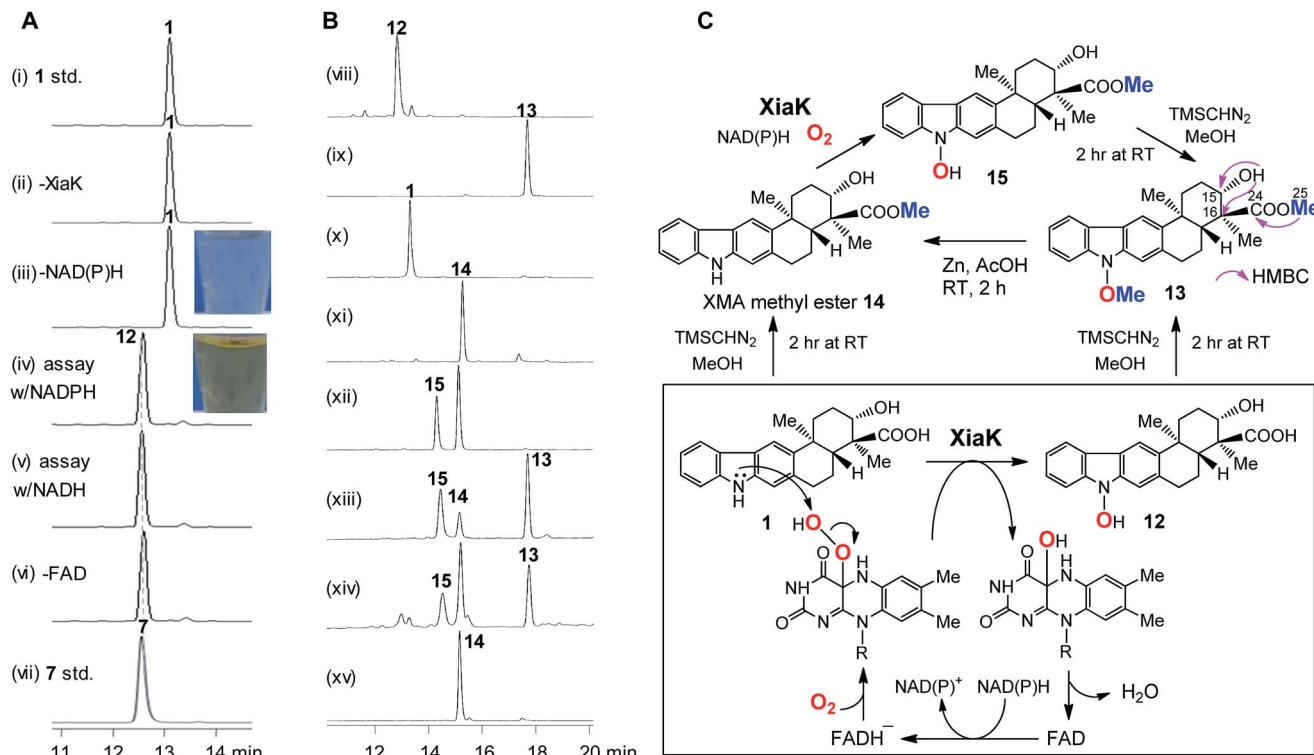 A
1
(i) 1 std.
1
(ii) -XiaK
1
(iii) -NAD(P)H
12
(iv) assay
w/NADPH
(v) assay
w/NADH
(vi) -FAD
7
(vii) 7 std.
11 12 13 14 min
B
12
(viii)
13
(ix)
1
(x)
14
(xi)
15
(xii)
13
15
14
(xiii)
13
15
(xiv)
14
(xv)
12 14 16 18 20 min
C
OH
Me
COOMe
Me
H
N
OH
15
XiaK
NAD(P)H O2
TMSCHN2
MeOH
2 hr at RT
OH
Me
COOMe
Me
H
N
H
XMA methyl ester 14
Zn, AcOH
RT, 2 h
OH
15
24
25
Me
16
COOMe
Me
H
N
OMe
13
HMBC
TMSCHN2
MeOH
2 hr at RT
TMSCHN2
MeOH
2 hr at RT
OH
Me
COOH
Me
H
N
H
1
XiaK
OH
Me
COOH
Me
H
N
OH
12
HO
O
O
H
N
Me
NH
Me
O
N
N
R
OH
O
H
N
Me
NH
Me
O
N
N
R
O2
NAD(P)+
NAD(P)H
H2O
FADH−
FAD